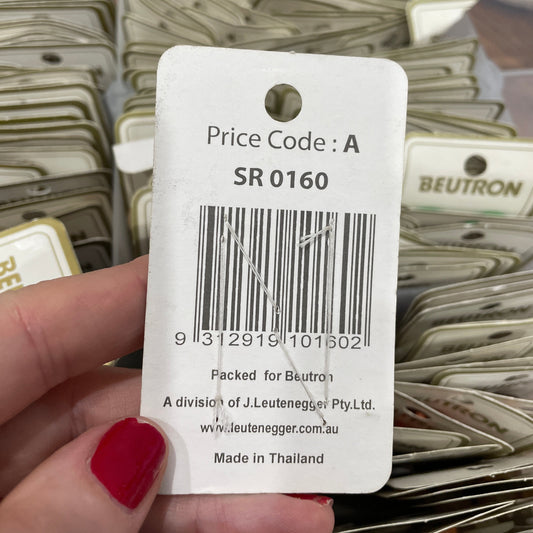 Price Code : A
SR 0160
9 312919 101602
Packed for Beutron
A division of J.Leutenegger Pty.Ltd.
www.leutenegger.com.au
Made in Thailand
BEUTRON